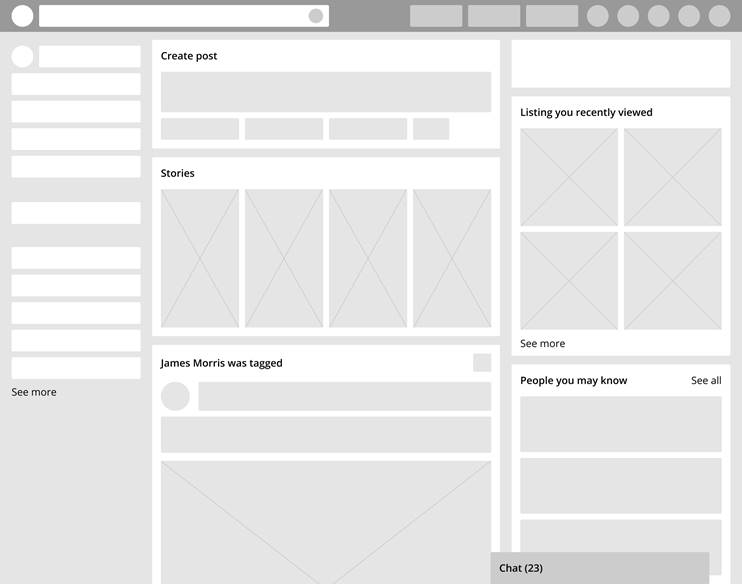 Create post
Listing you recently viewed
Stories
See more
James Morris was tagged
People you may know
See all
See more
Chat (23)